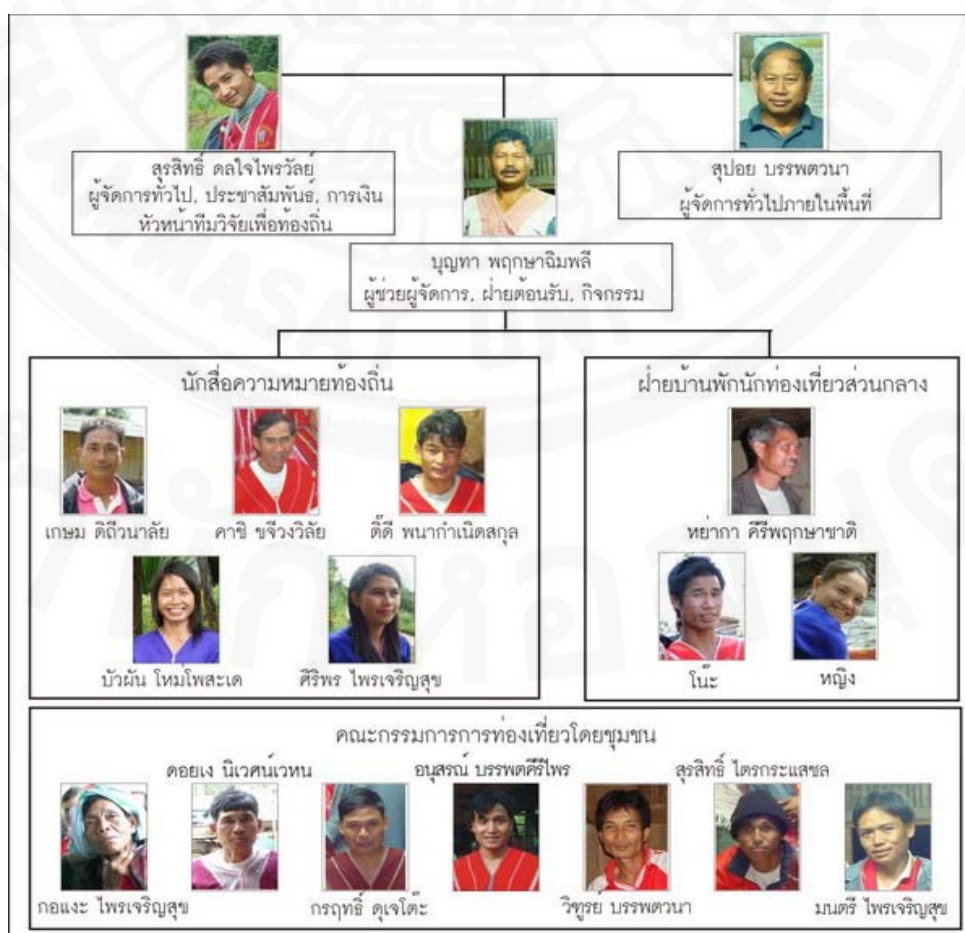 สุรสิทธิ์ ดลใจไพรวัลย์
ผู้จัดการทั่วไป, ประชาสัมพันธ์, การเงิน
หัวหน้าทีมวิจัยเพื่อท้องถิ่น
สุปอย บรรพตวนา
ผู้จัดการทั่วไปภายในพื้นที่
บุญทา พฤกษาฉิมพลี
ผู้ช่วยผู้จัดการ, ฝ่ายต้อนรับ, กิจกรรม
นักสื่อความหมายท้องถิ่น
เกษม ดิถีวนาลัย
คาชิ ขจีวงวิลัย
ติ๊ดี พนากำเนิดสกุล
บัวผัน โหม่โพสะเด
ศิริพร ไพรเจริญสุข
ฝ่ายบ้านพักนักท่องเที่ยวส่วนกลาง
หย่ากา คีรีพฤกษาชาติ
โน๊ะ
หญิง
คณะกรรมการการท่องเที่ยวโดยชุมชน
ดอยเง นิเวศน์เวหน
อนุสรณ์ บรรพตคีรีไพร
สุรสิทธิ์ ไตรกระแสชล
กอแงะ ไพรเจริญสุข
กรฤทธิ์ ดุเจโต๊ะ
วิฑูรย์ บรรพตวนา
มนตรี ไพรเจริญสุข